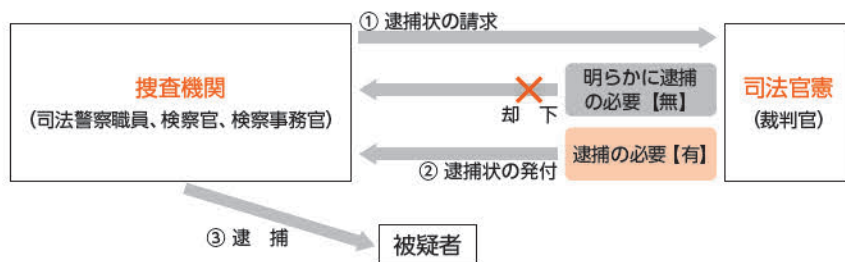 ① 逮捕状の請求
捜査機関
(司法警察職員、検察官、検察事務官)
明らかに逮捕
の必要【無】
却 下
司法官憲
(裁判官)
逮捕の必要【有】
② 逮捕状の発付
③ 逮 捕
被疑者